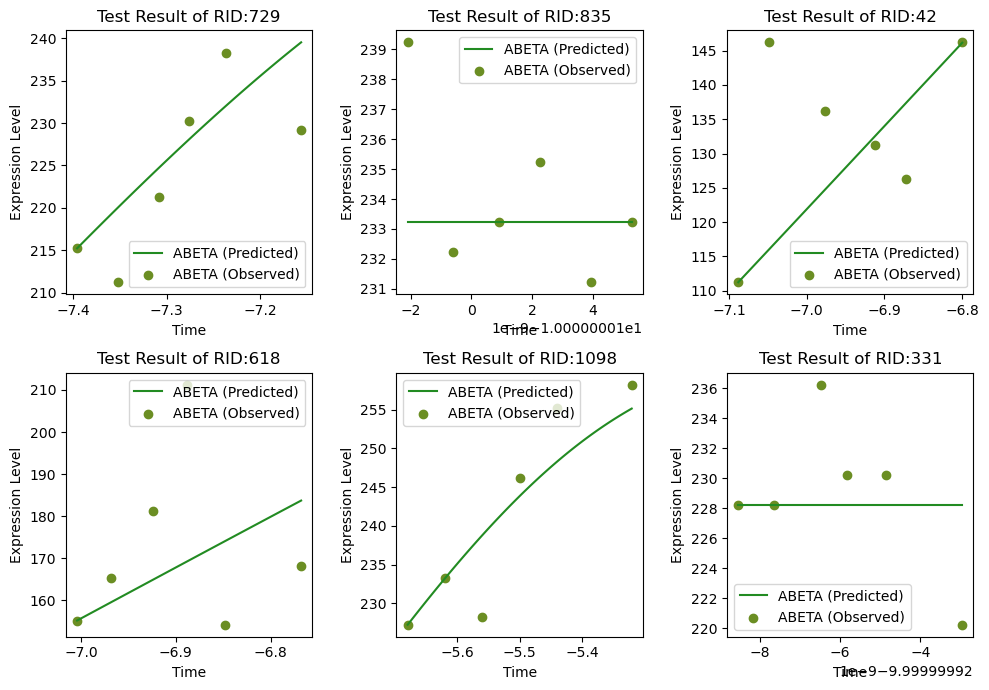 Test Result of RID:729
Expression Level
240
235
230
225
220
215
210
ABETA (Predicted)
ABETA (Observed)
−7.4
−7.3
−7.2
Time
Test Result of RID:835
Expression Level
239
238
237
236
235
234
233
232
231
ABETA (Predicted)
ABETA (Observed)
−2
0
2
4
1e−9−1.00000001e1
Time
Test Result of RID:42
Expression Level
145
140
135
130
125
120
115
110
ABETA (Predicted)
ABETA (Observed)
−7.1
−7.0
−6.9
−6.8
Time
Test Result of RID:618
Expression Level
210
200
190
180
170
160
ABETA (Predicted)
ABETA (Observed)
−7.0
−6.9
−6.8
Time
Test Result of RID:1098
Expression Level
255
250
245
240
235
230
ABETA (Predicted)
ABETA (Observed)
−5.6
−5.5
−5.4
Time
Test Result of RID:331
Expression Level
236
234
232
230
228
226
224
222
220
ABETA (Predicted)
ABETA (Observed)
−8
−6
−4
1e−9−9.99999992
Time